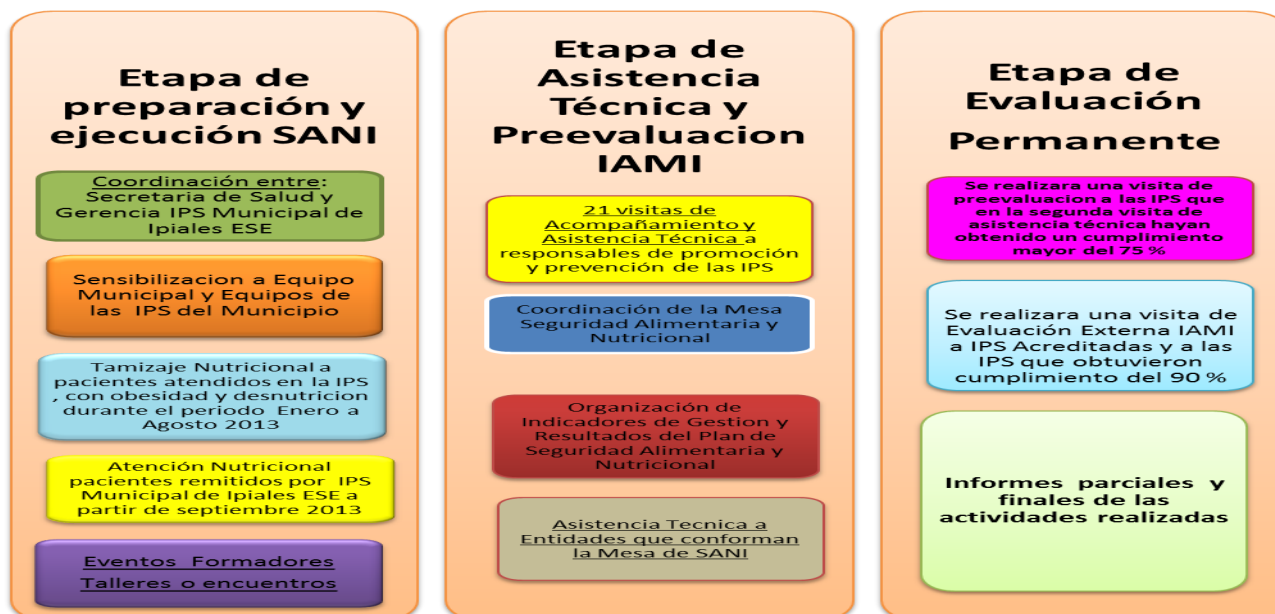 Etapa de
preparación y
ejecución SANI
Coordinación entre:
Secretaria de Salud y
Gerencia IPS Municipal de
Ipiales ESE
Sensibilizacion a Equipo
Municipal y Equipos de
las IPS del Municipio
Tamizaje Nutricional a
pacientes atendidos en la IPS
, con obesidad y desnutricion
durante el periodo Enero a
Agosto 2013
Atención Nutricional
pacientes remitidos por IPS
Municipal de Ipiales ESE a
partir de septiembre 2013
Eventos Formadores
Talleres o encuentros
Etapa de
Asistencia
Técnica y
Preevaluacion
IAMI
21 visitas de
Acompañamiento y
Asistencia Técnica a
responsables de promoción
y prevención de las IPS
Coordinación de la Mesa
Seguridad Alimentaria y
Nutricional
Organización de
Indicadores de Gestion y
Resultados del Plan de
Seguridad Alimentaria y
Nutricional
Asistencia Tecnica a
Entidades que conforman
la Mesa de SANI
Etapa de
Evaluación
Permanente
Se realizara una visita de
preevaluacion a las IPS que
en la segunda visita de
asistencia técnica hayan
obtenido un cumplimiento
mayor del 75 %
Se realizara una visita de
Evaluación Externa IAMI
a IPS Acreditadas y a las
IPS que obtuvieron
cumplimiento del 90 %
Informes parciales y
finales de las
actividades realizadas